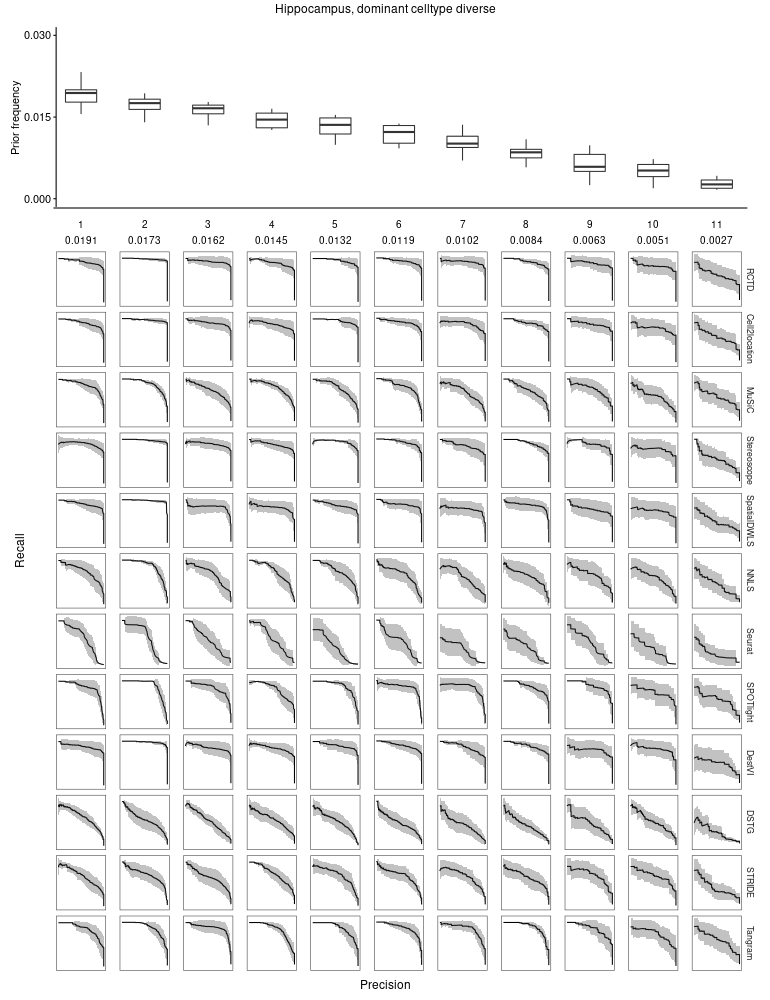 Hippocampus, dominant celltype diverse
0.030
0.015
0.000
Prior frequency
1 2 3 4 5 6 7 8 9 10 11
0.0191 0.0173 0.0162 0.0145 0.0132 0.0119 0.0102 0.0084 0.0063 0.0051 0.0027
RCTD
Cell2location
MuSiC
Stereoscope
SpatialDWLS
NNLS
Seurat
SPOTlight
DestVI
DSTG
STRIDE
Tangram
Recall
Precision